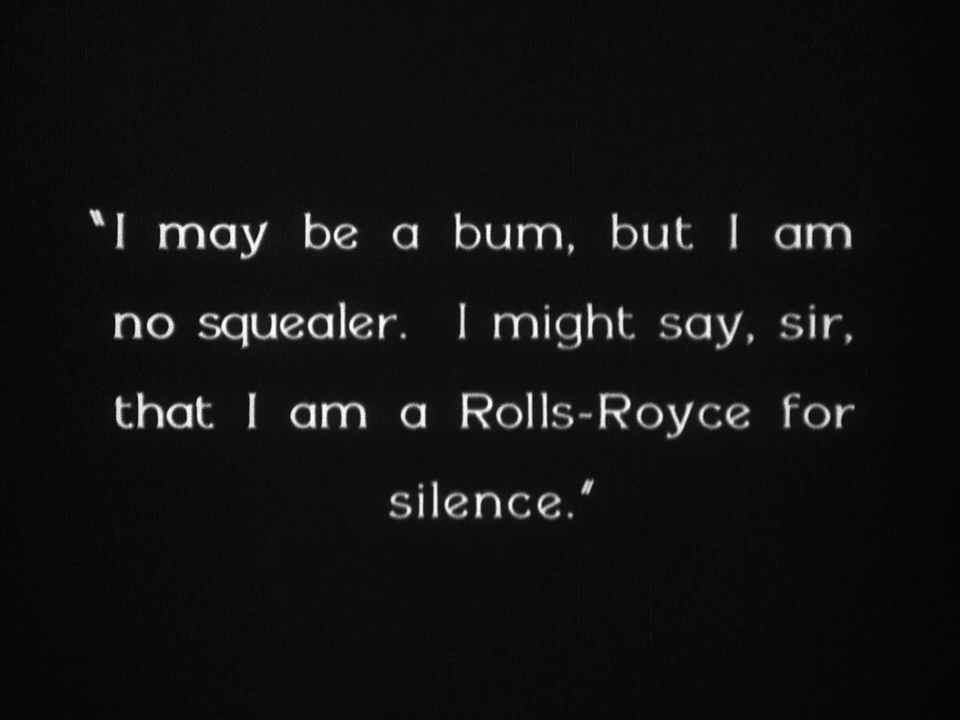 "I may be a bum, but I am
no squealer. I might say, sir,
that I am a Rolls-Royce for
silence."